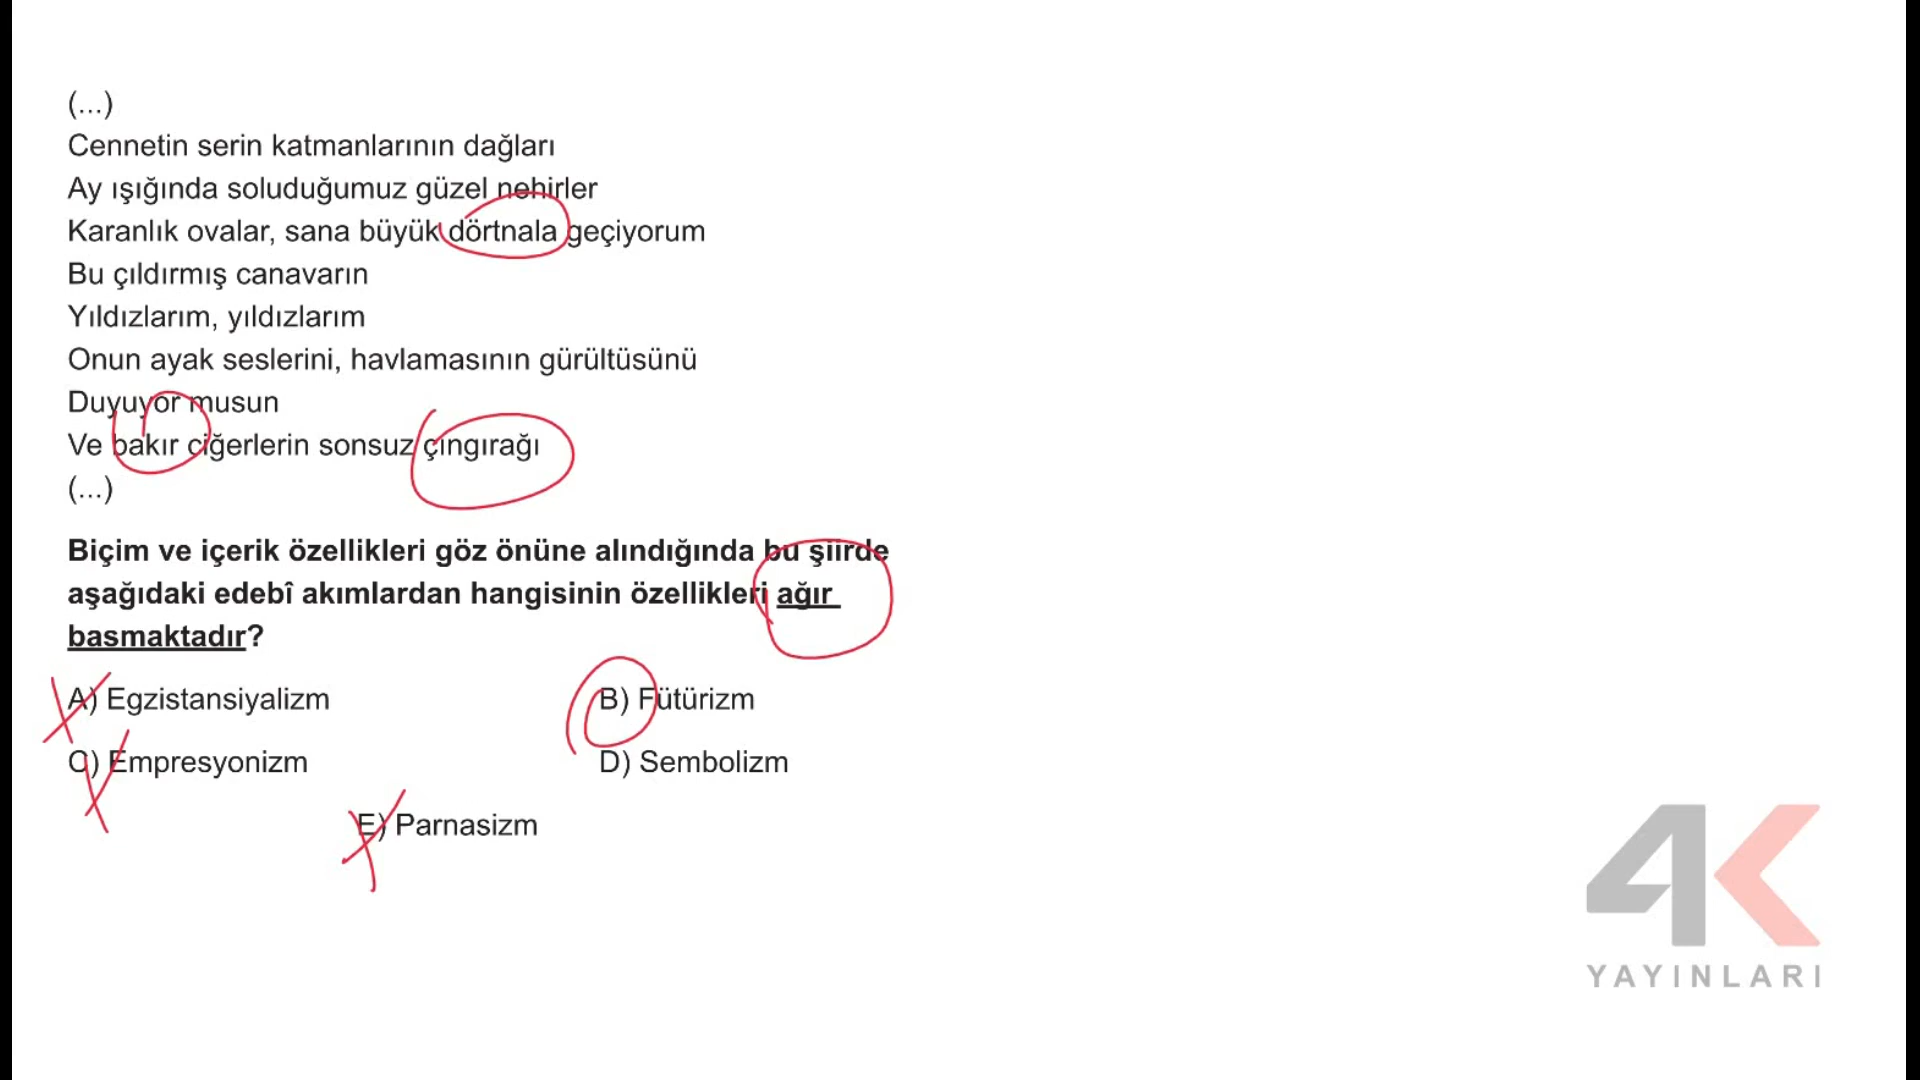 (...)
Cennetin serin katmanlarının dağları
Ay ışığında soluduğumuz güzel nehirler
Karanlık ovalar, sana büyük dörtnala geçiyorum
Bu çıldırmış canavarın
Yıldızlarım, yıldızlarım
Onun ayak seslerini, havlamasının gürültüsünü
Duyuyor musun
Ve bakır ciğerlerin sonsuz çıngırağı
(...)
Biçim ve içerik özellikleri göz önüne alındığında bu şiirde
aşağıdaki edebî akımlardan hangisinin özellikleri ağır
basmaktadır?
A) Egzistansiyalizm
B) Fütürizm
C) Empresyonizm
D) Sembolizm
E) Parnasizm
4K
YAYINLARI